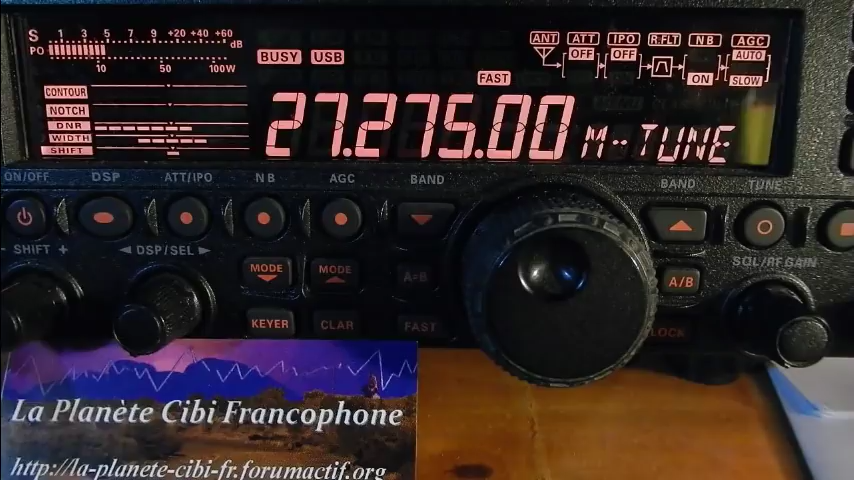 S 1 3 5 7 9 +20 +40 +60 dB
PO 10 50 100W
BUSY USB
FAST
ANT ATT IPO R.FLT NB AGC
OFF OFF AUTO
ON SLOW
CONTOUR
NOTCH
DNR
WIDTH
SHIFT
27.275.00 M--TUNE
ON/OFF DSP ATT/IPO NB AGC BAND BAND TUNE
- SHIFT + DSP/SEL SQL/RF GAIN
MODE MODE A=B A/B
KEYER CLAR FAST LOCK
La Planète Cibi Francophone
http://la-planete-cibi-fr.forumactif.org